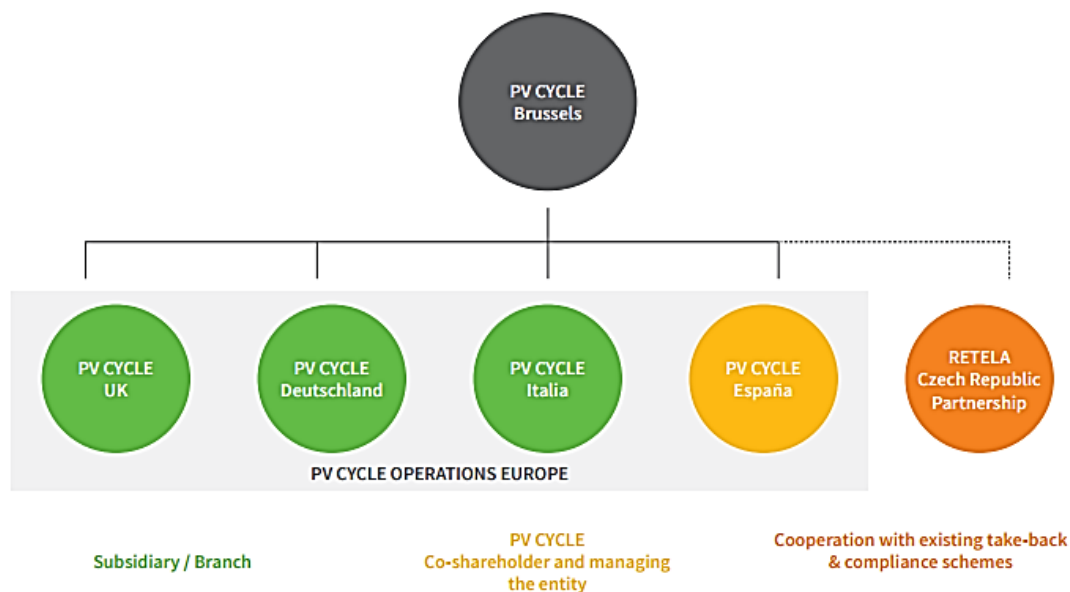 PV CYCLE
Brussels
PV CYCLE
UK
PV CYCLE
Deutschland
PV CYCLE
Italia
PV CYCLE
España
RETELA
Czech Republic
Partnership
PV CYCLE OPERATIONS EUROPE
Subsidiary / Branch
PV CYCLE
Co-shareholder and managing
the entity
Cooperation with existing take-back
& compliance schemes